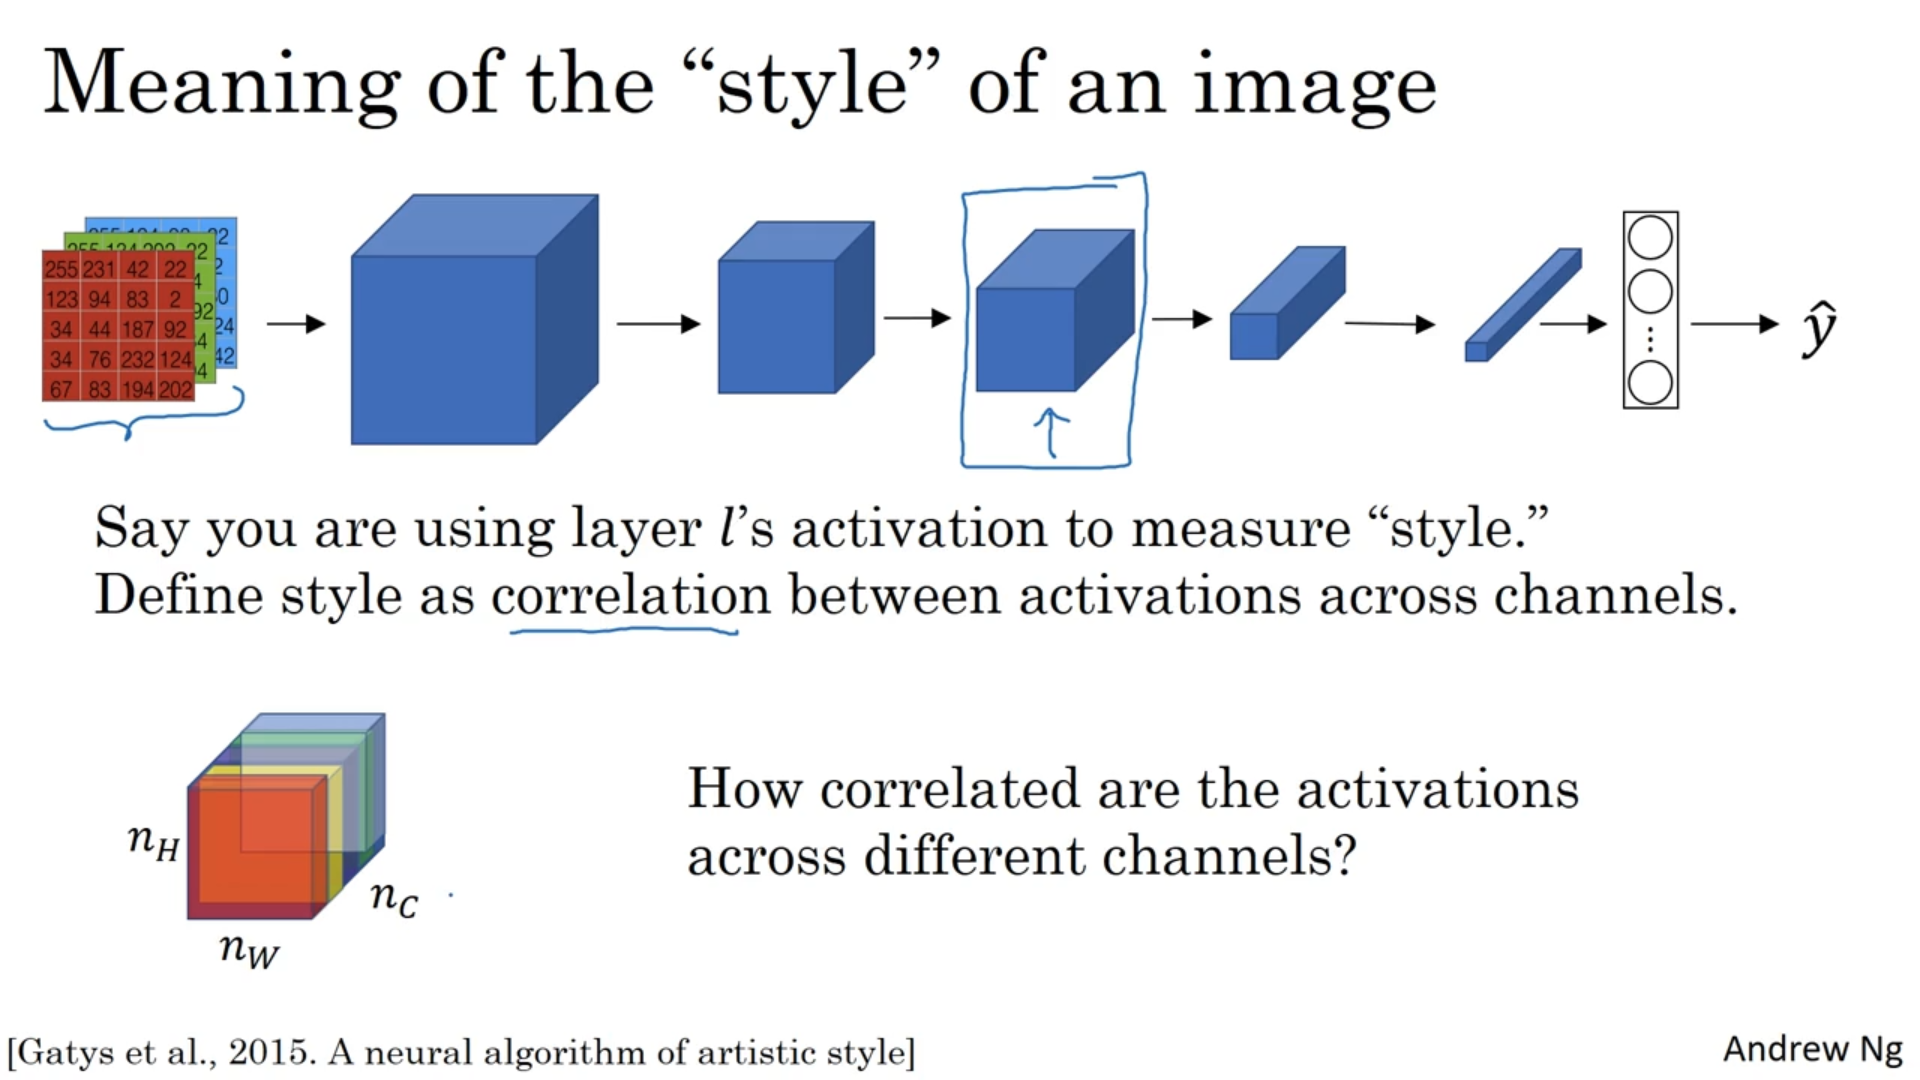 Meaning of the “style” of an image
255 231 42 22
123 94 83 2
34 44 187 92
34 76 232 124
67 83 194 202
ŷ
Say you are using layer l’s activation to measure “style.”
Define style as correlation between activations across channels.
n_H
n_W
n_C
How correlated are the activations
across different channels?
[Gatys et al., 2015. A neural algorithm of artistic style]
Andrew Ng